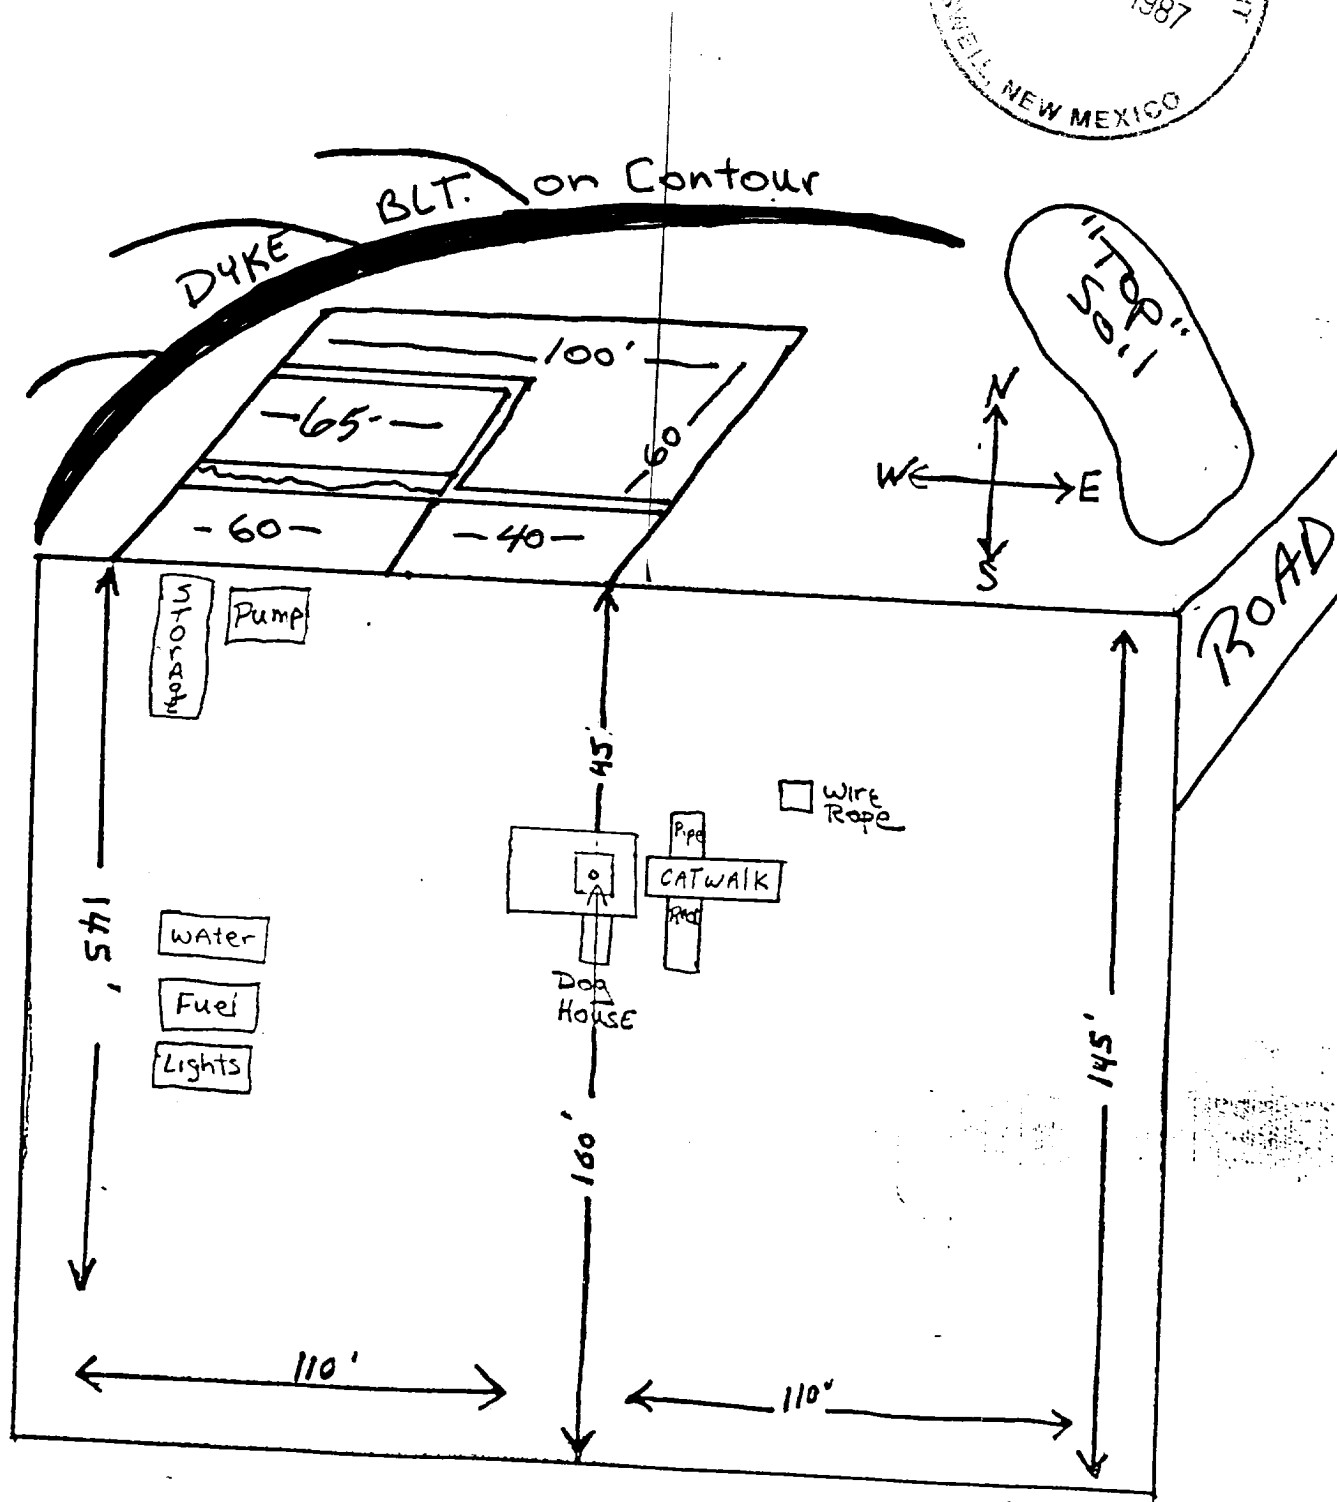 1987
NEW MEXICO
DYKE BLT. on Contour
"Top"
Soil
100'
65
60
60
40
N
W E
S
ROAD
Storage
Pump
45'
Wire
Rope
Pipe
CATWALK
Water
Fuel
Lights
Dog
House
145'
145'
100'
110'
110'